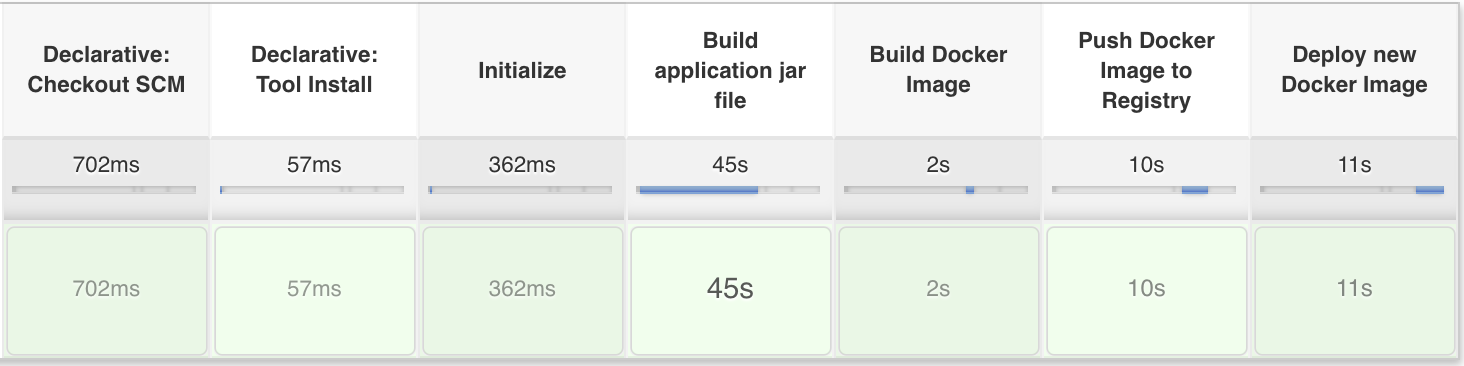 Declarative:
Checkout SCM
Declarative:
Tool Install
Initialize
Build
application jar
file
Build Docker
Image
Push Docker
Image to
Registry
Deploy new
Docker Image
702ms
57ms
362ms
45s
2s
10s
11s
702ms
57ms
362ms
45s
2s
10s
11s